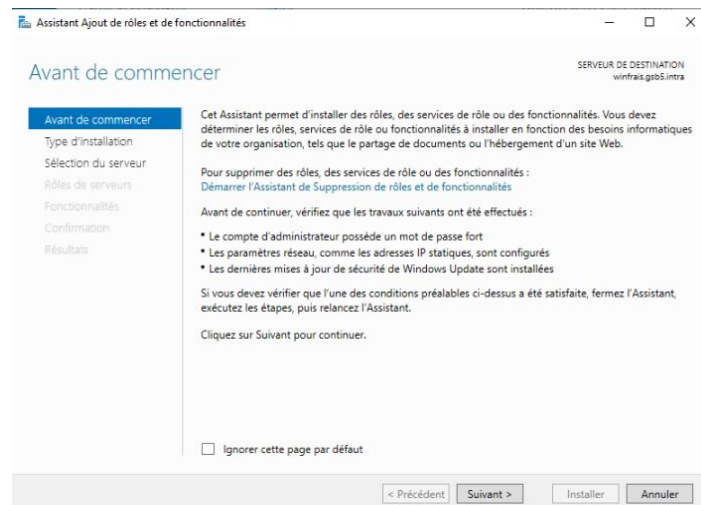 Assistant Ajout de rôles et de fonctionnalités
Avant de commencer
SERVEUR DE DESTINATION
winfrais.gsb5.intra
Avant de commencer
Type d'installation
Sélection du serveur
Rôles de serveurs
Fonctionnalités
Confirmation
Résultats
Cet Assistant permet d'installer des rôles, des services de rôle ou des fonctionnalités. Vous devez
déterminer les rôles, services de rôle ou fonctionnalités à installer en fonction des besoins informatiques
de votre organisation, tels que le partage de documents ou l'hébergement d'un site Web.
Pour supprimer des rôles, des services de rôle ou des fonctionnalités :
Démarrer l'Assistant de Suppression de rôles et de fonctionnalités
Avant de continuer, vérifiez que les travaux suivants ont été effectués :
• Le compte d'administrateur possède un mot de passe fort
• Les paramètres réseau, comme les adresses IP statiques, sont configurés
• Les dernières mises à jour de sécurité de Windows Update sont installées
Si vous devez vérifier que l'une des conditions préalables ci-dessus a été satisfaite, fermez l'Assistant,
exécutez les étapes, puis relancez l'Assistant.
Cliquez sur Suivant pour continuer.
Ignorer cette page par défaut
< Précédent
Suivant >
Installer
Annuler